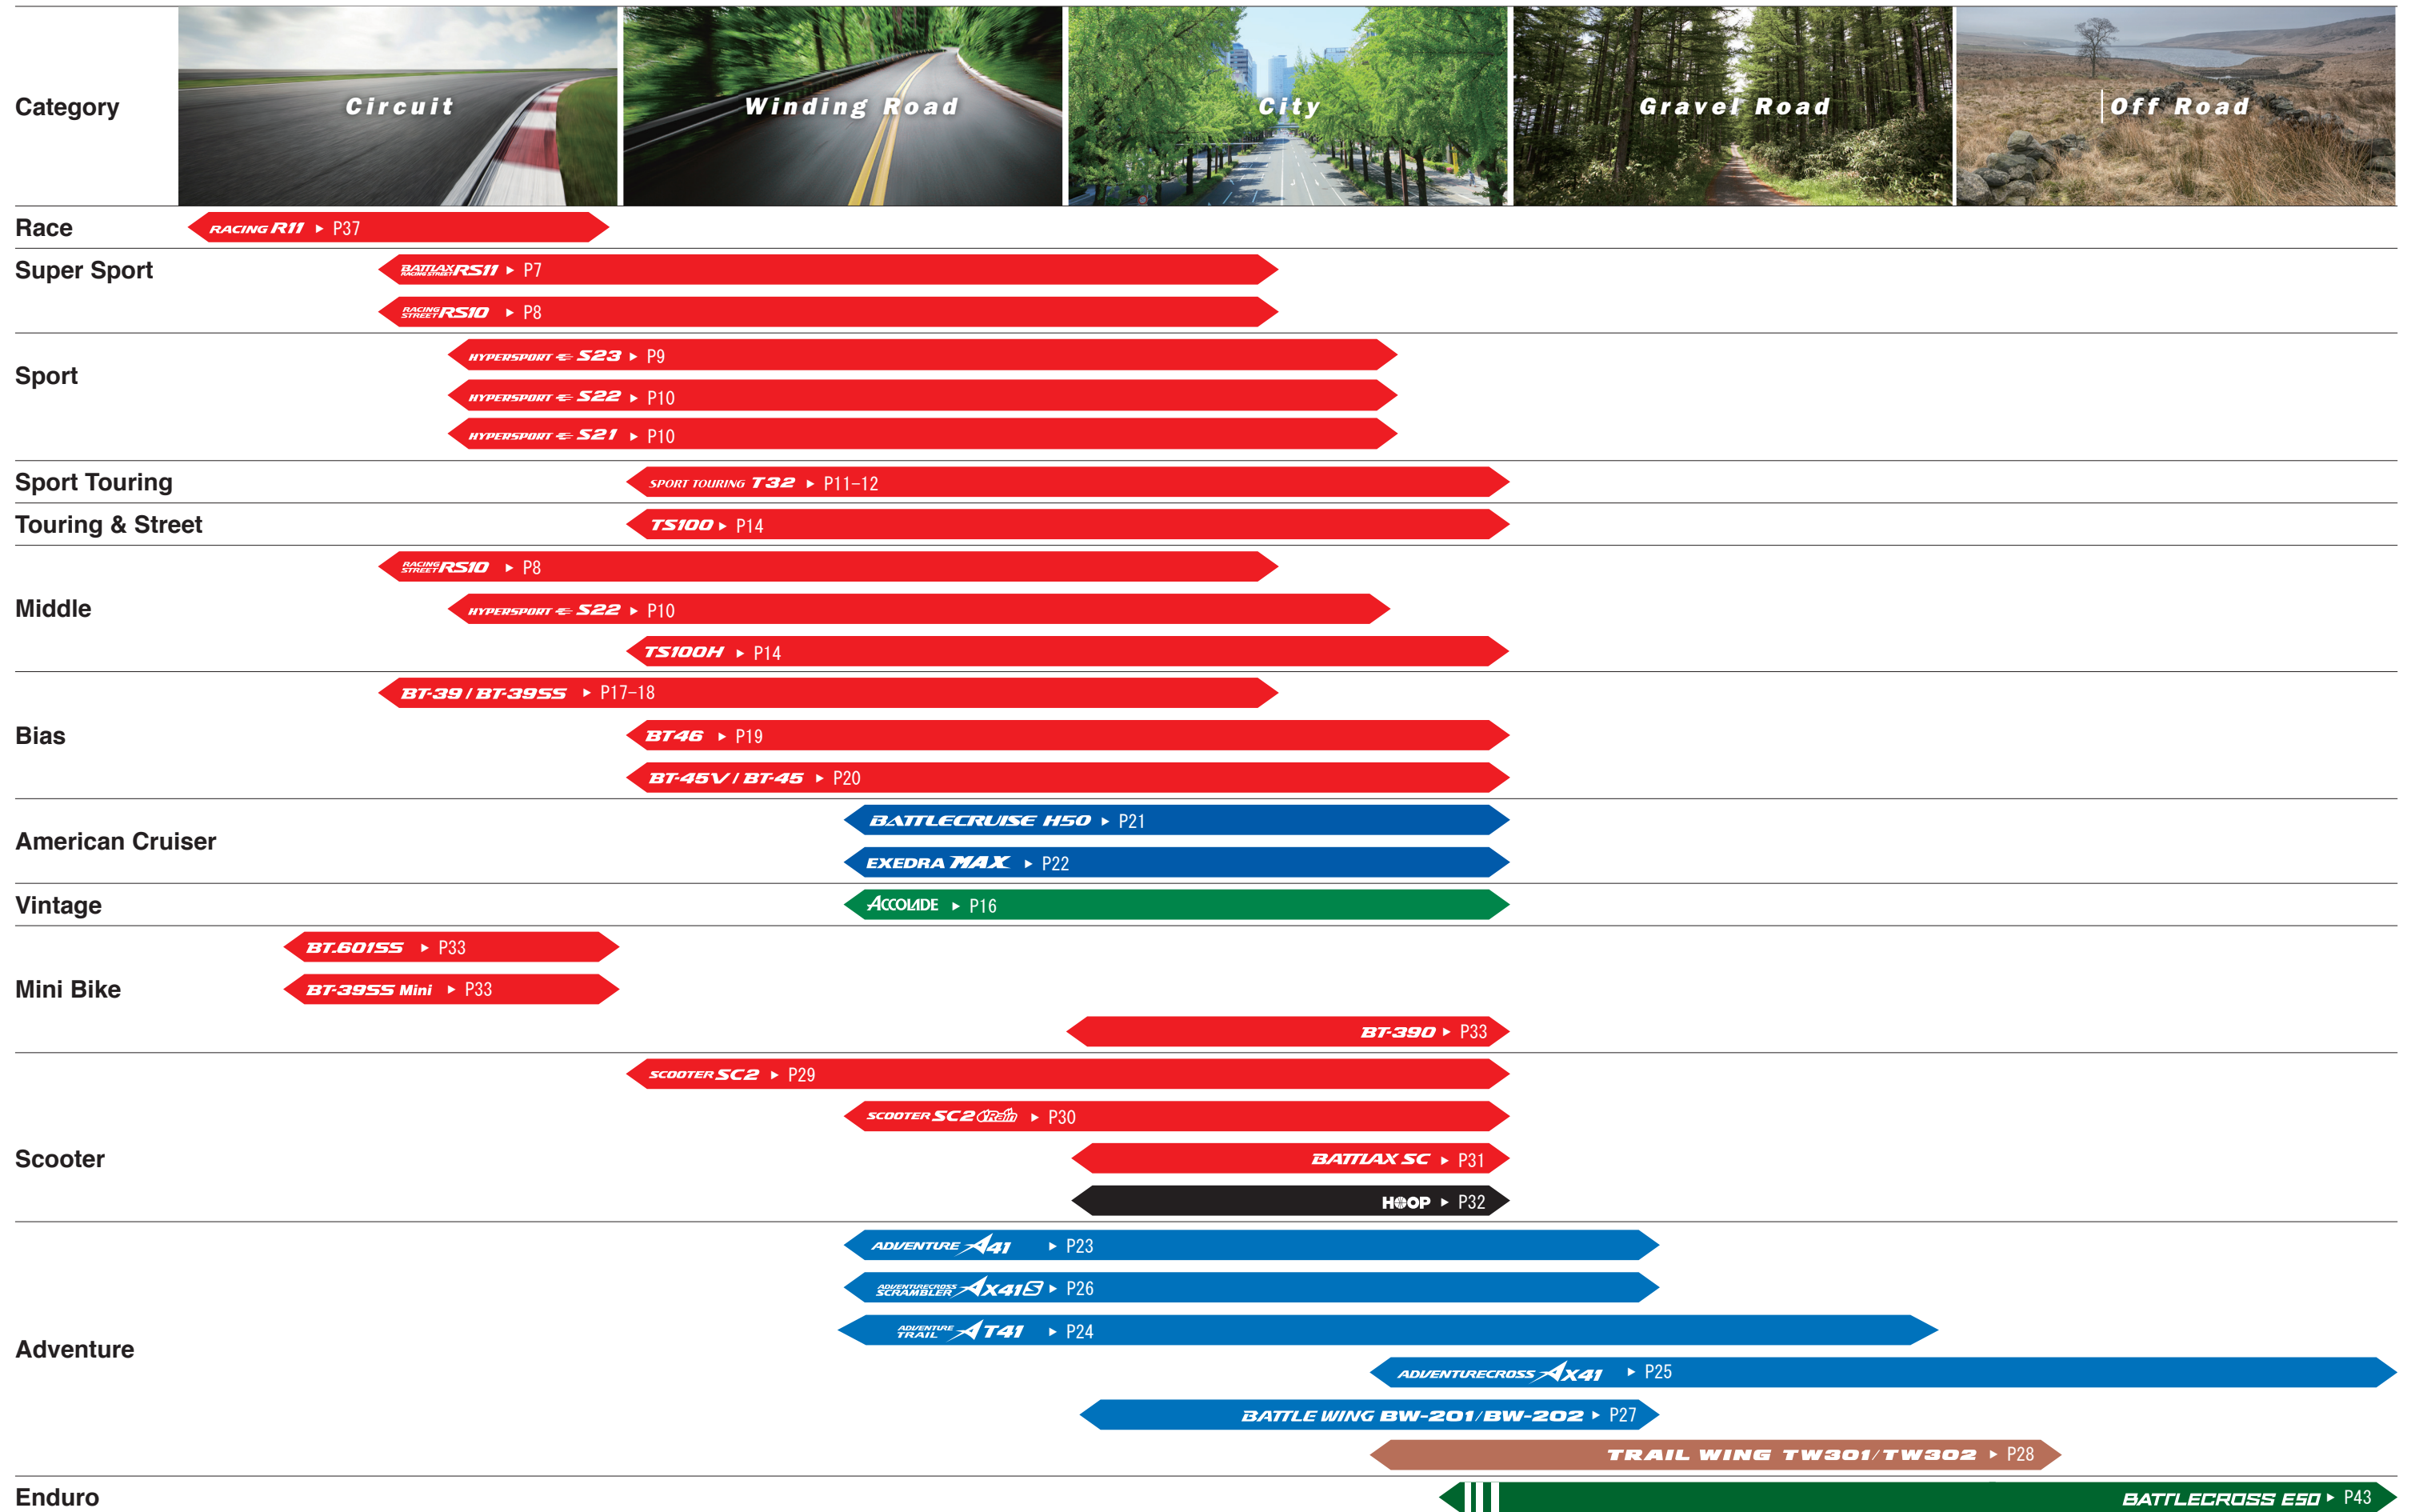 Category
Circuit
Winding Road
City
Gravel Road
Off Road
Race
RACING R11 ▶ P37
Super Sport
BATTLAX RACING STREET RS11 ▶ P7
RACING STREET RS10 ▶ P8
Sport
HYPERSPORT S23 ▶ P9
HYPERSPORT S22 ▶ P10
HYPERSPORT S21 ▶ P10
Sport Touring
SPORT TOURING T32 ▶ P11–12
Touring & Street
TS100 ▶ P14
Middle
RACING STREET RS10 ▶ P8
HYPERSPORT S22 ▶ P10
TS100H ▶ P14
Bias
BT-39 / BT-39SS ▶ P17–18
BT46 ▶ P19
BT-45V / BT-45 ▶ P20
American Cruiser
BATTLECRUISE H50 ▶ P21
EXEDRA MAX ▶ P22
Vintage
ACCOLADE ▶ P16
Mini Bike
BT.601SS ▶ P33
BT-39SS Mini ▶ P33
BT-390 ▶ P33
Scooter
SCOOTER SC2 ▶ P29
SCOOTER SC2 Rain ▶ P30
BATTLAX SC ▶ P31
HOOP ▶ P32
Adventure
ADVENTURE A41 ▶ P23
ADVENTURECROSS SCRAMBLER AX41S ▶ P26
ADVENTURE TRAIL AT41 ▶ P24
ADVENTURECROSS AX41 ▶ P25
BATTLE WING BW-201/BW-202 ▶ P27
TRAIL WING TW301/TW302 ▶ P28
Enduro
BATTLECROSS E50 ▶ P43